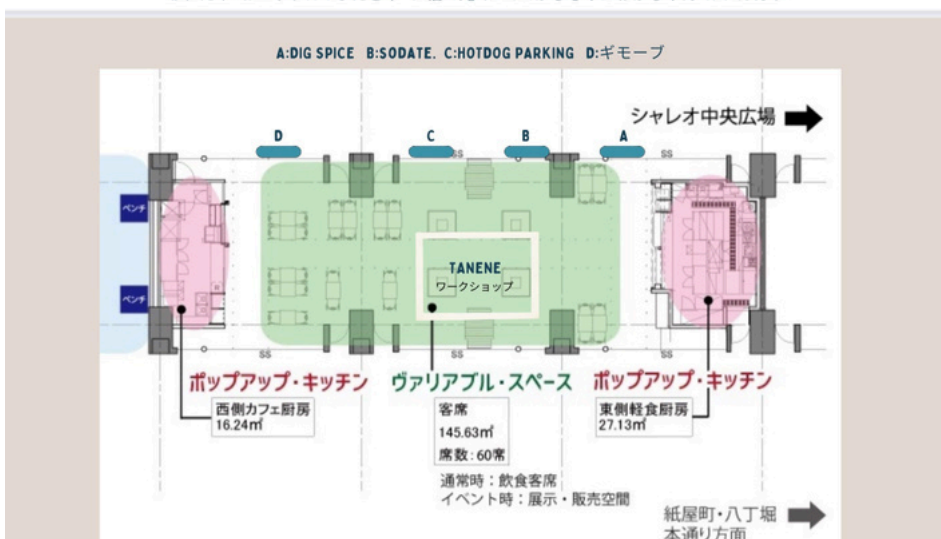 A:DIG SPICE B:SODATE. C:HOTDOG PARKING D:ギモーブ
シャレオ中央広場
D
C
B
A
SS
SS
ベンチ
ベンチ
TANENE
ワークショップ
SS
SS
SS
ポップアップ・キッチン
ヴァリアブル・スペース
ポップアップ・キッチン
西側カフェ厨房
16.24㎡
客席
145.63㎡
席数:60席
東側軽食厨房
27.13㎡
通常時:飲食客席
イベント時:展示・販売空間
紙屋町・八丁堀
本通り方面